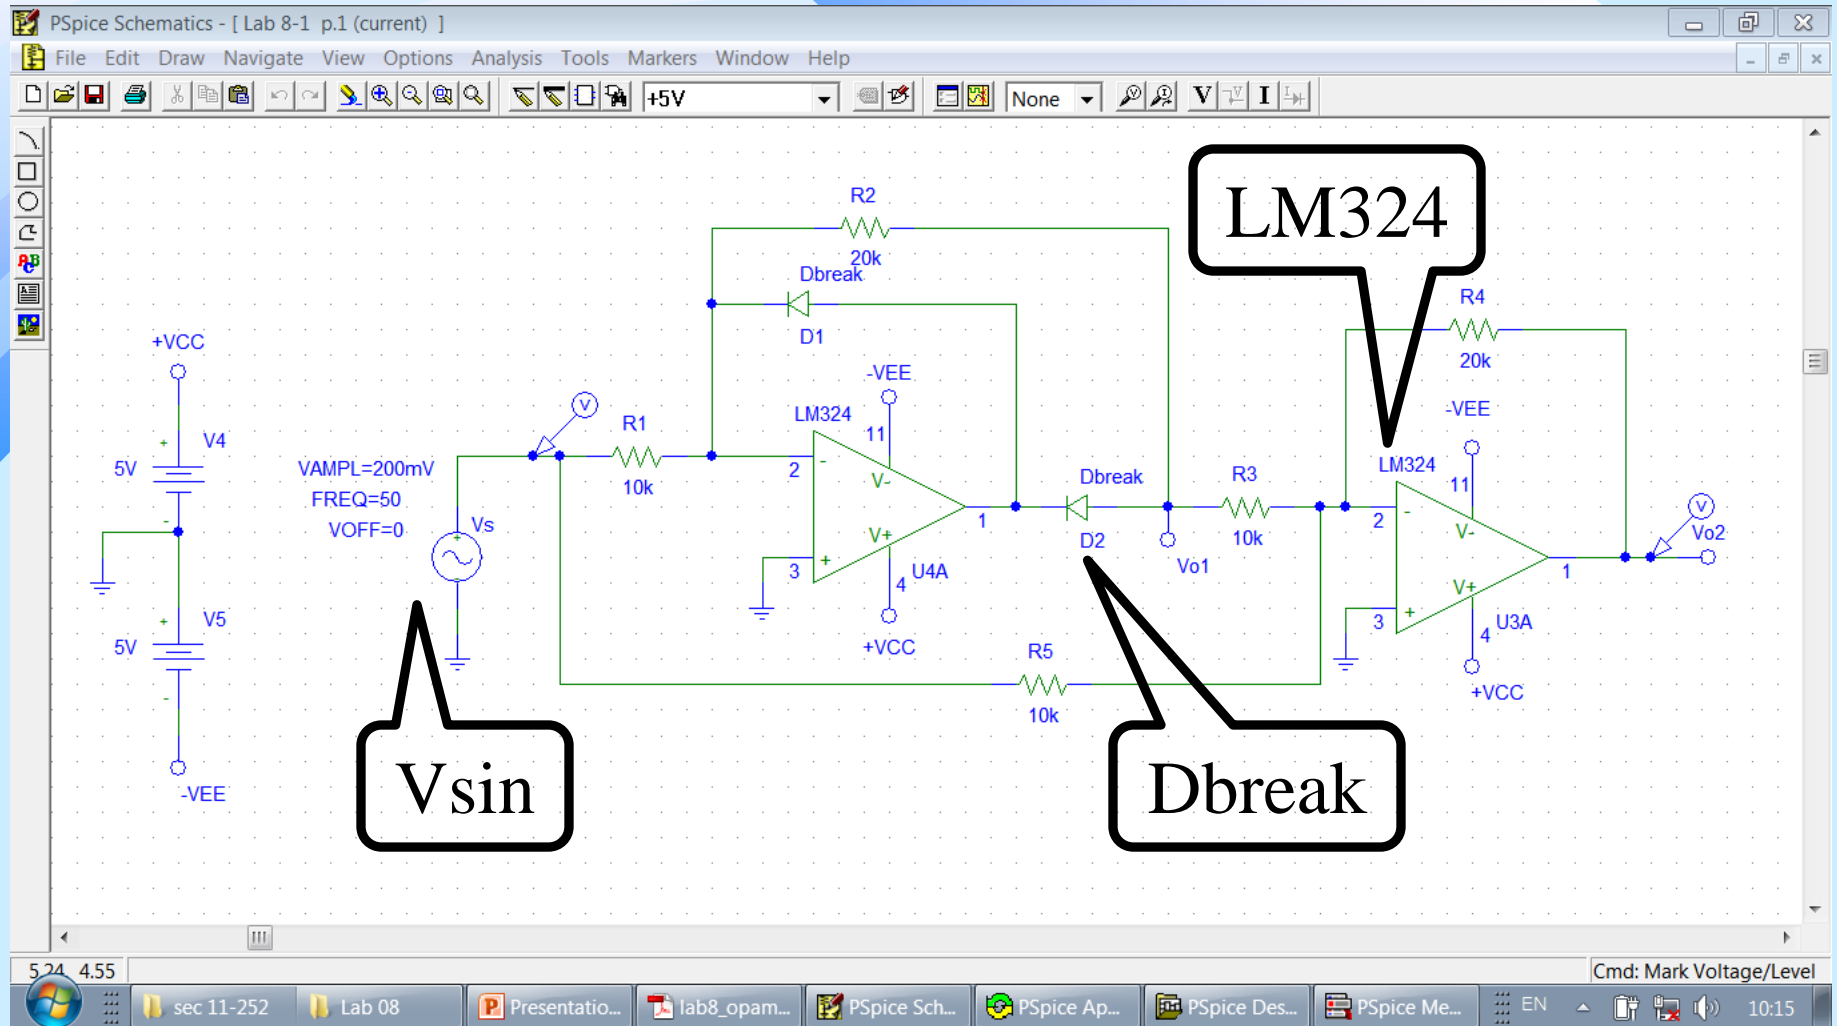 PSpice Schematics - [ Lab 8-1 p.1 (current) ]
File Edit Draw Navigate View Options Analysis Tools Markers Window Help
+5V
None
V
I
ABC
LM324
R2
20k
Dbreak
D1
R4
20k
+VCC
-VEE
LM324
11
V-
2
-
V
R1
10k
-VEE
LM324
11
V-
2
-
+
V4
5V
-
VAMPL=200mV
FREQ=50
VOFF=0
Vs
+
-
Dbreak
D2
R3
10k
1
Vo1
V
Vo2
1
V+
3
+
4
U4A
+VCC
V+
3
+
4
U3A
+VCC
+
V5
5V
-
-VEE
R5
10k
Vsin
Dbreak
5.24 4.55
Cmd: Mark Voltage/Level
sec 11-252
Lab 08
Presentatio...
lab8_opam...
PSpice Sch...
PSpice Ap...
PSpice Des...
PSpice Me...
EN
10:15